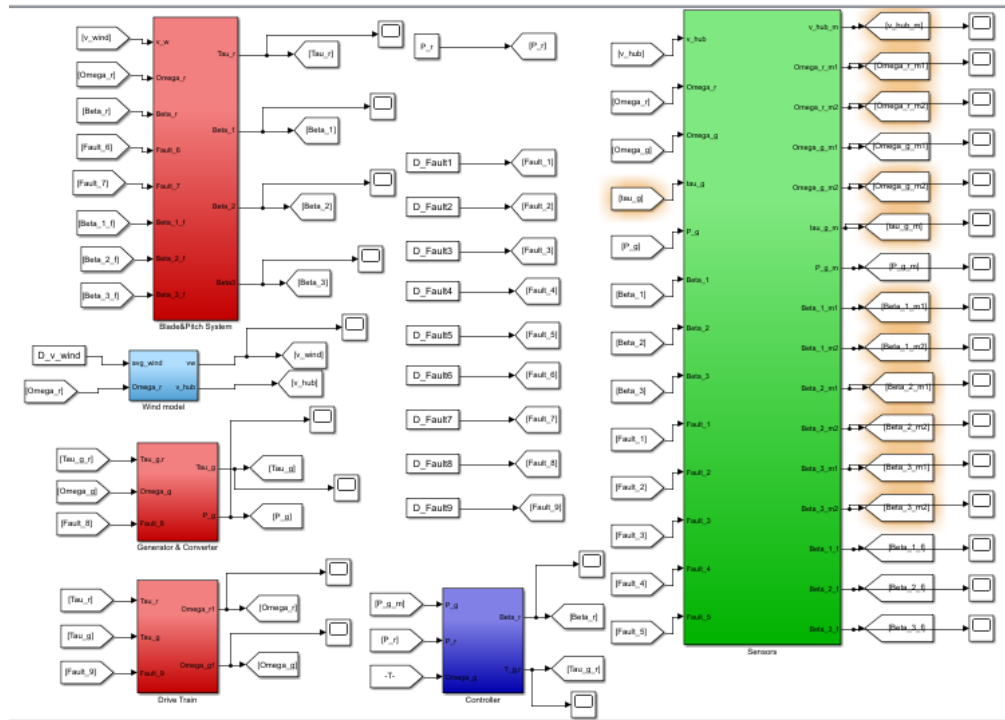 [v_wind]
[Omega_r]
[Beta_r]
[Fault_6]
[Fault_7]
[Beta_1_f]
[Beta_2_f]
[Beta_3_f]
v_w
Omega_r
Beta_r
Fault_6
Fault_7
Beta_1_f
Beta_2_f
Beta_3_f
Tau_r
Beta_1
Beta_2
Beta3
Blade&Pitch System
[Tau_r]
[Beta_1]
[Beta_2]
[Beta_3]
D_v_wind
[Omega_r]
avg_wind
Omega_r
vw
v_hub
Wind model
[v_wind]
[v_hub]
[Tau_g_r]
[Omega_g]
[Fault_8]
Tau_g,r
Omega_g
Fault_8
Tau_g
P_g
Generator & Converter
[Tau_g]
[P_g]
[Tau_r]
[Tau_g]
[Fault_9]
Tau_r
Tau_g
Fault_9
Omega_r1
Omega_g1
Drive Train
[Omega_r]
[Omega_g]
P_r
[P_r]
D_Fault1
[Fault_1]
D_Fault2
[Fault_2]
D_Fault3
[Fault_3]
D_Fault4
[Fault_4]
D_Fault5
[Fault_5]
D_Fault6
[Fault_6]
D_Fault7
[Fault_7]
D_Fault8
[Fault_8]
D_Fault9
[Fault_9]
[P_g_m]
[P_r]
-T-
P_g
P_r
Omega_g
Beta_r
T_g,r
Controller
[Beta_r]
[Tau_g_r]
[v_hub]
[Omega_r]
[Omega_g]
[tau_g]
[P_g]
[Beta_1]
[Beta_2]
[Beta_3]
[Fault_1]
[Fault_2]
[Fault_3]
[Fault_4]
[Fault_5]
v_hub
Omega_r
Omega_g
tau_g
P_g
Beta_1
Beta_2
Beta_3
Fault_1
Fault_2
Fault_3
Fault_4
Fault_5
v_hub_m
Omega_r_m1
Omega_r_m2
Omega_g_m1
Omega_g_m2
tau_g_m
P_g_m
Beta_1_m1
Beta_1_m2
Beta_2_m1
Beta_2_m2
Beta_3_m1
Beta_3_m2
Beta_1_f
Beta_2_f
Beta_3_f
Sensors
[v_hub_m]
[Omega_r_m1]
[Omega_r_m2]
[Omega_g_m1]
[Omega_g_m2]
[tau_g_m]
[P_g_m]
[Beta_1_m1]
[Beta_1_m2]
[Beta_2_m1]
[Beta_2_m2]
[Beta_3_m1]
[Beta_3_m2]
[Beta_1_f]
[Beta_2_f]
[Beta_3_f]